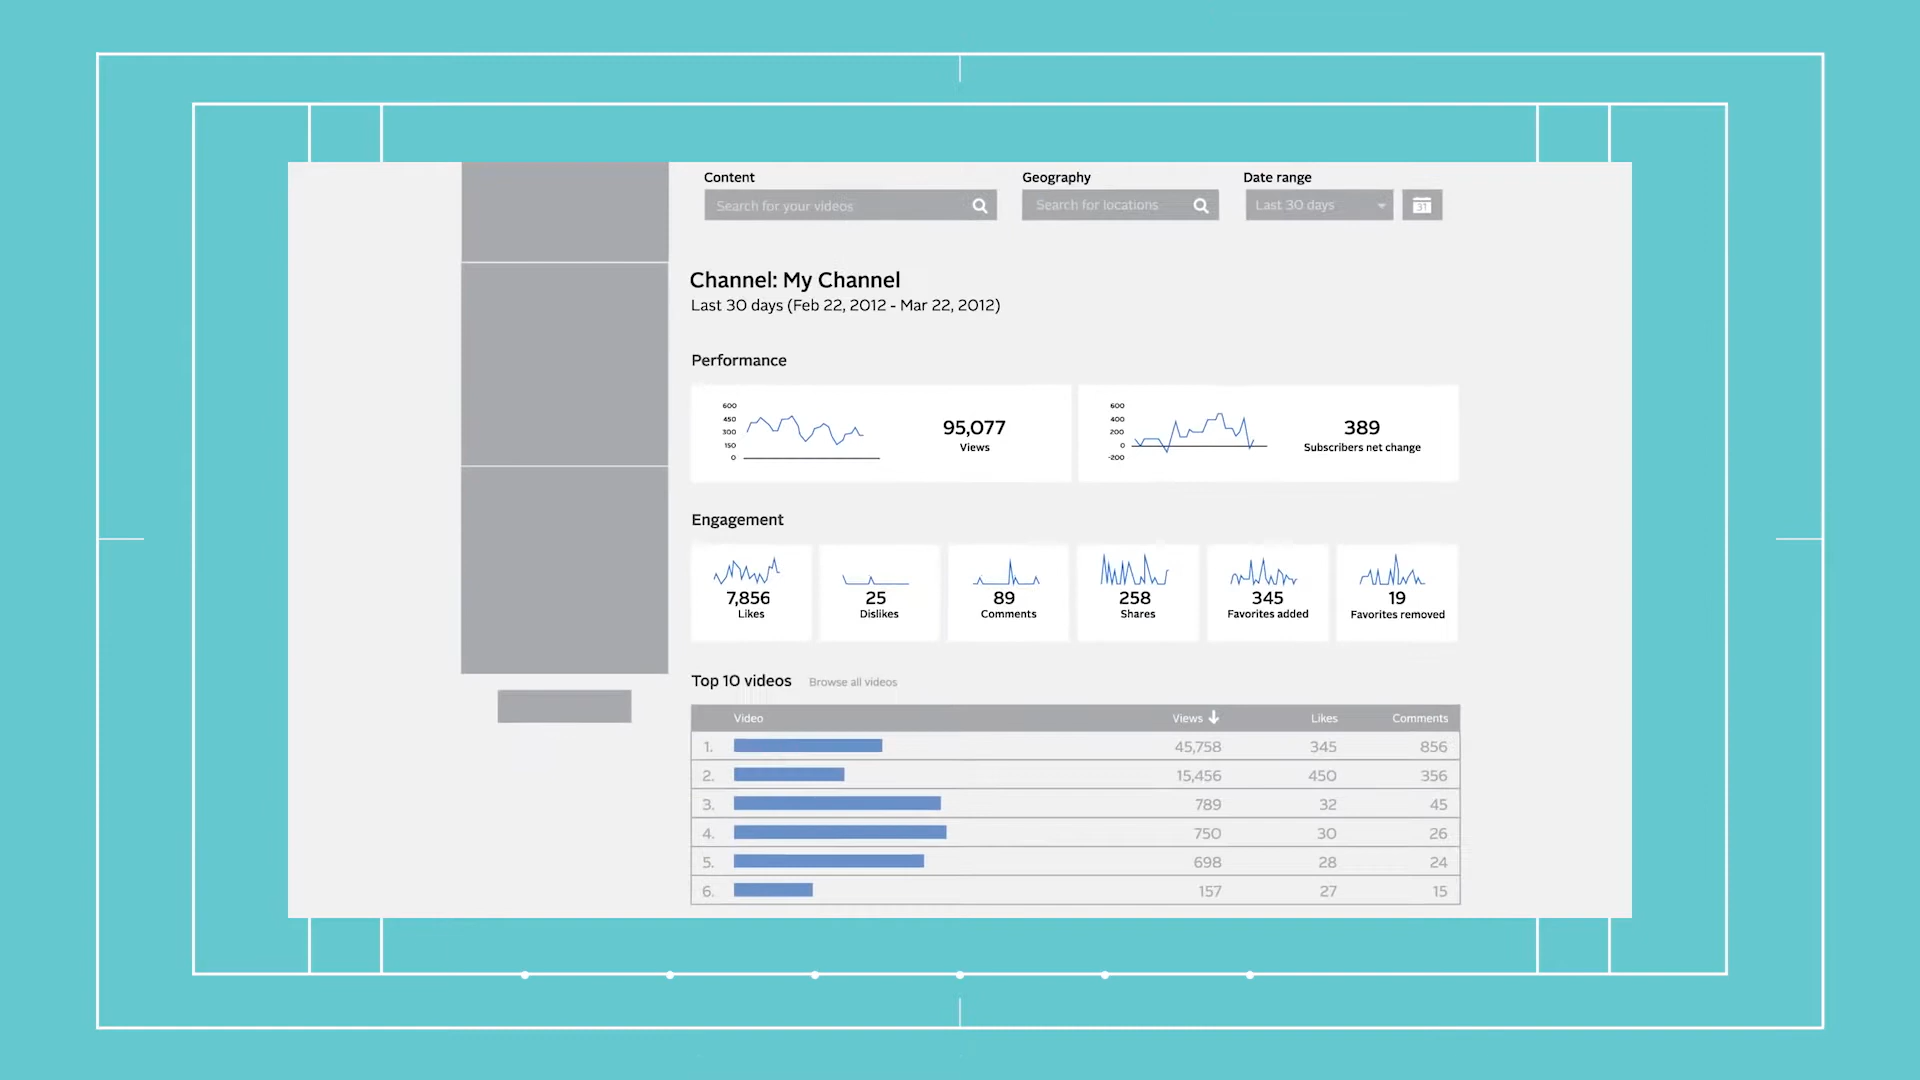 Content
Geography
Date range
Search for your videos
Search for locations
Last 30 days
31
Channel: My Channel
Last 30 days (Feb 22, 2012 - Mar 22, 2012)
Performance
600
450
300
150
0
95,077
Views
600
400
200
0
-200
389
Subscribers net change
Engagement
7,856
Likes
25
Dislikes
89
Comments
258
Shares
345
Favorites added
19
Favorites removed
Top 10 videos Browse all videos
Video Views Likes Comments
1. 45,758 345 856
2. 15,456 450 356
3. 789 32 45
4. 750 30 26
5. 698 28 24
6. 157 27 15